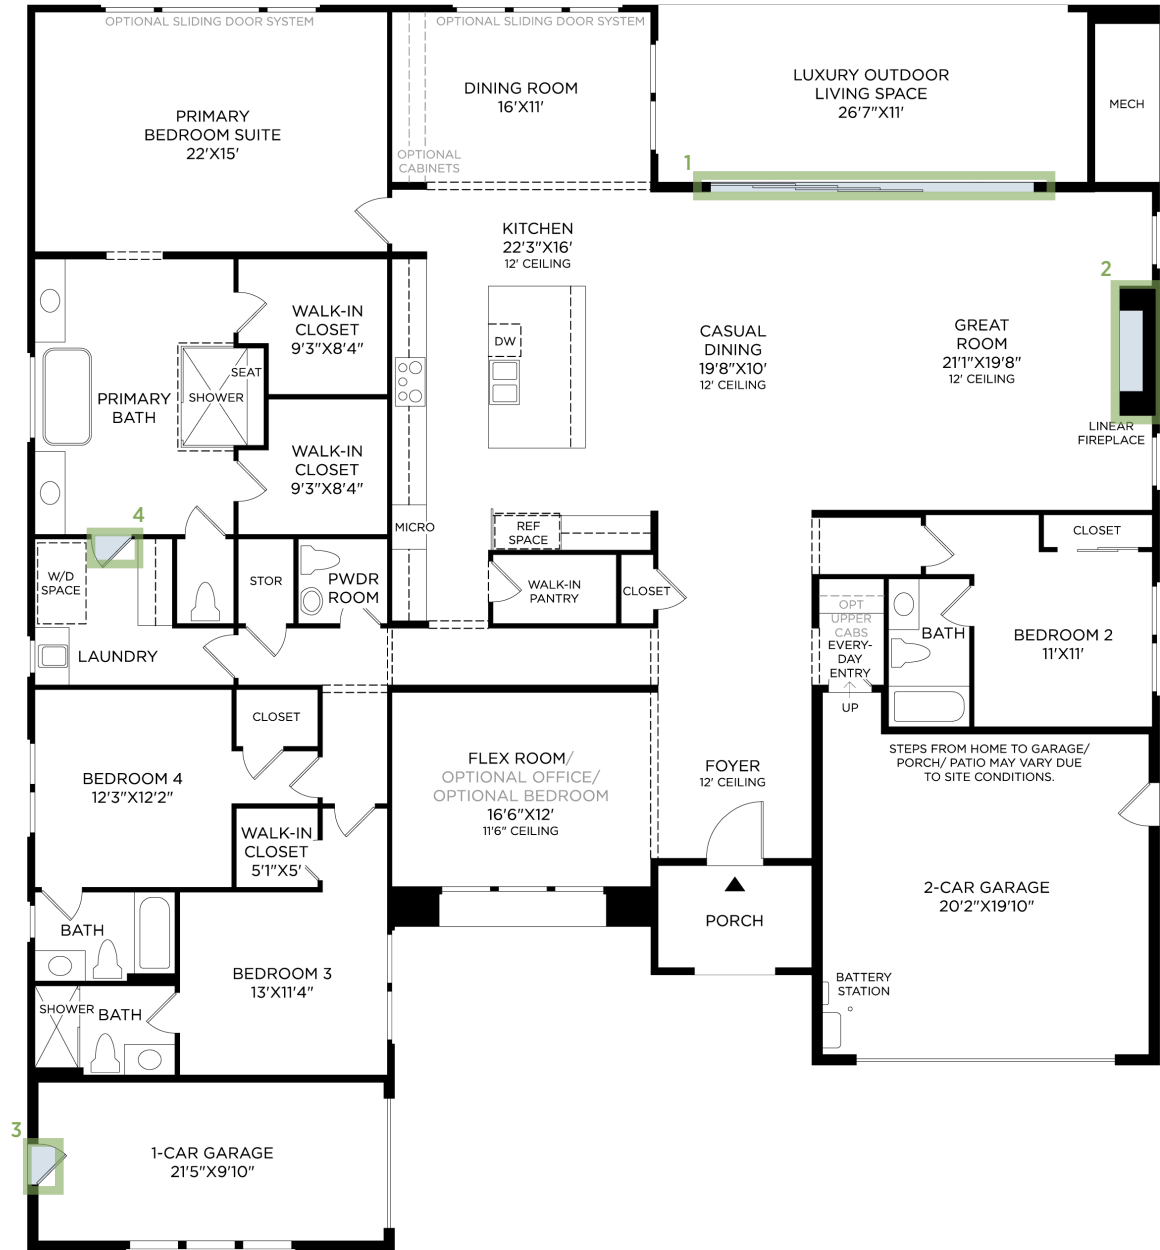 OPTIONAL SLIDING DOOR SYSTEM
OPTIONAL SLIDING DOOR SYSTEM
PRIMARY
BEDROOM SUITE
22'X15'
DINING ROOM
16'X11'
OPTIONAL
CABINETS
LUXURY OUTDOOR
LIVING SPACE
26'7"X11'
MECH
1
KITCHEN
22'3"X16'
12' CEILING
2
WALK-IN
CLOSET
9'3"X8'4"
DW
CASUAL
DINING
19'8"X10'
12' CEILING
GREAT
ROOM
21'1"X19'8"
12' CEILING
SEAT
SHOWER
PRIMARY
BATH
LINEAR
FIREPLACE
WALK-IN
CLOSET
9'3"X8'4"
4
MICRO
REF
SPACE
CLOSET
W/D
SPACE
STOR
PWDR
ROOM
WALK-IN
PANTRY
CLOSET
OPT
UPPER
CABS
EVERY-
DAY
ENTRY
UP
BATH
BEDROOM 2
11'X11'
LAUNDRY
CLOSET
BEDROOM 4
12'3"X12'2"
FLEX ROOM/
OPTIONAL OFFICE/
OPTIONAL BEDROOM
16'6"X12'
11'6" CEILING
FOYER
12' CEILING
STEPS FROM HOME TO GARAGE/
PORCH/ PATIO MAY VARY DUE
TO SITE CONDITIONS.
WALK-IN
CLOSET
5'1"X5'
2-CAR GARAGE
20'2"X19'10"
PORCH
BATH
BEDROOM 3
13'X11'4"
BATTERY
STATION
SHOWER
BATH
3
1-CAR GARAGE
21'5"X9'10"